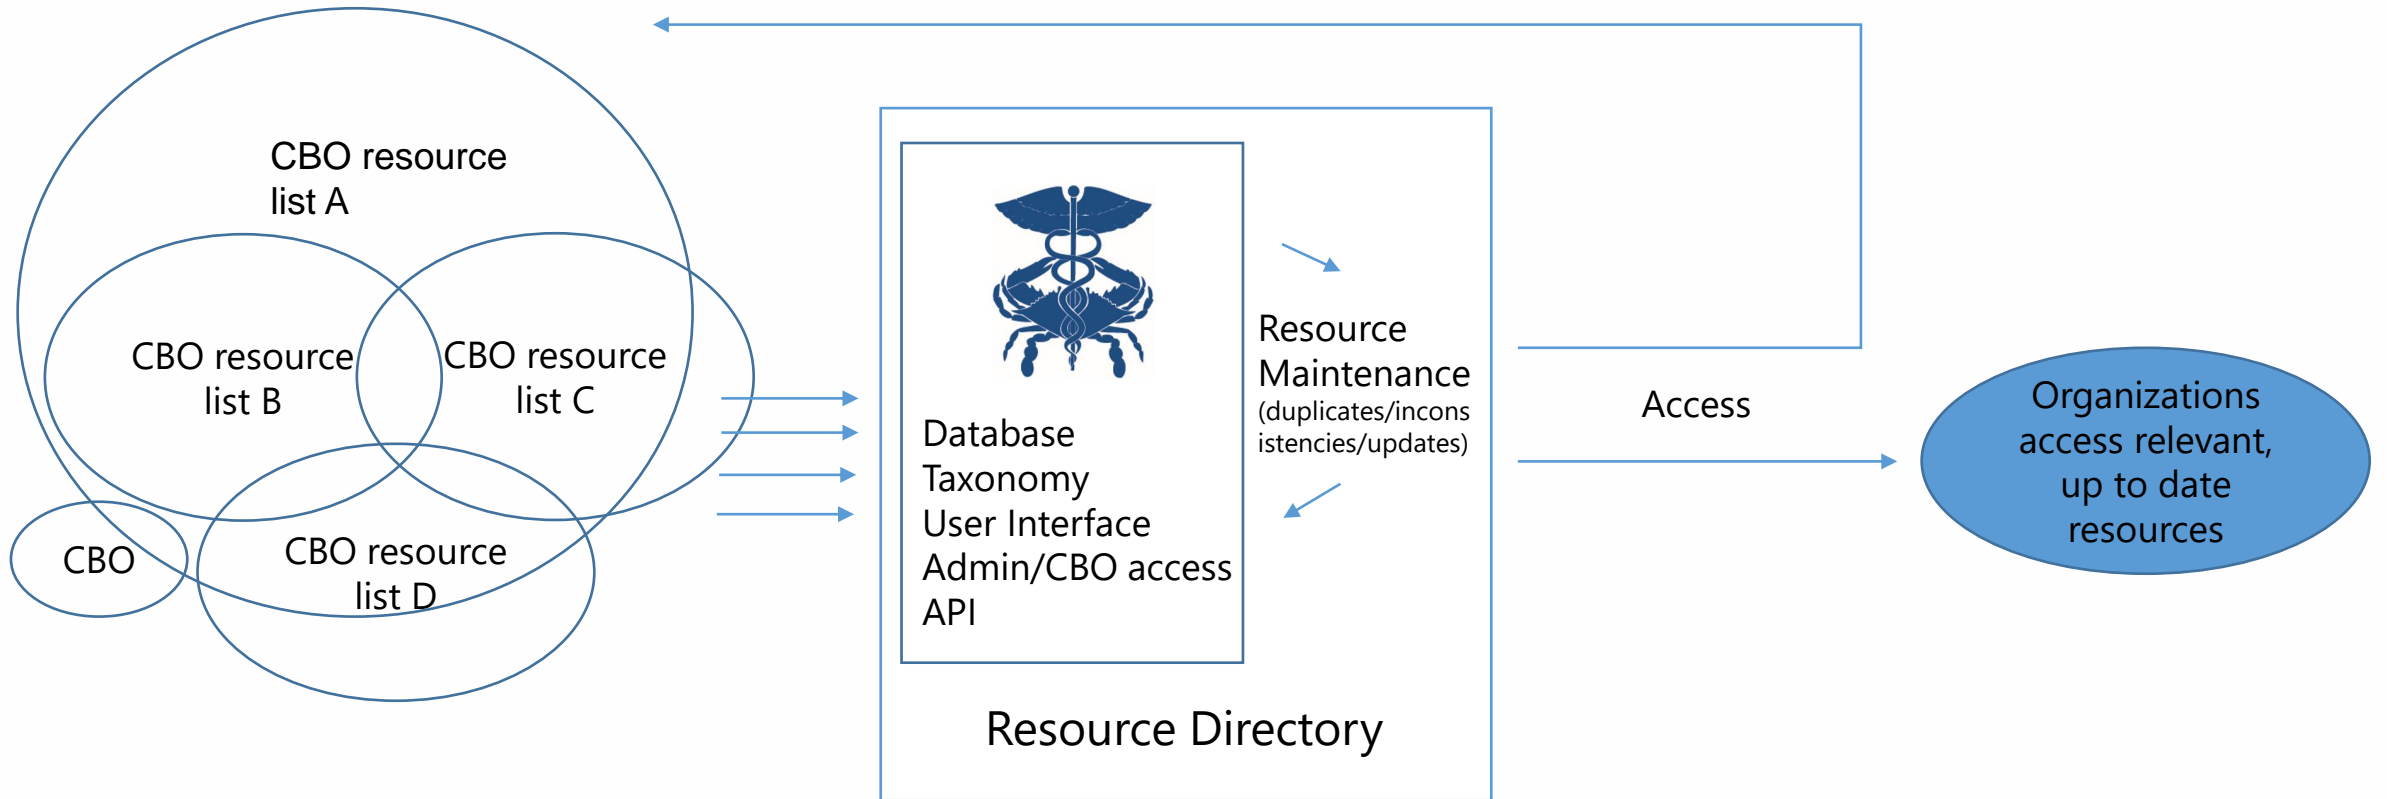 CBO resource
list A
CBO resource
list B
CBO resource
list C
CBO
CBO resource
list D
Database
Taxonomy
User Interface
Admin/CBO access
API
Resource
Maintenance
(duplicates/incons
istencies/updates)
Resource Directory
Access
Organizations
access relevant,
up to date
resources